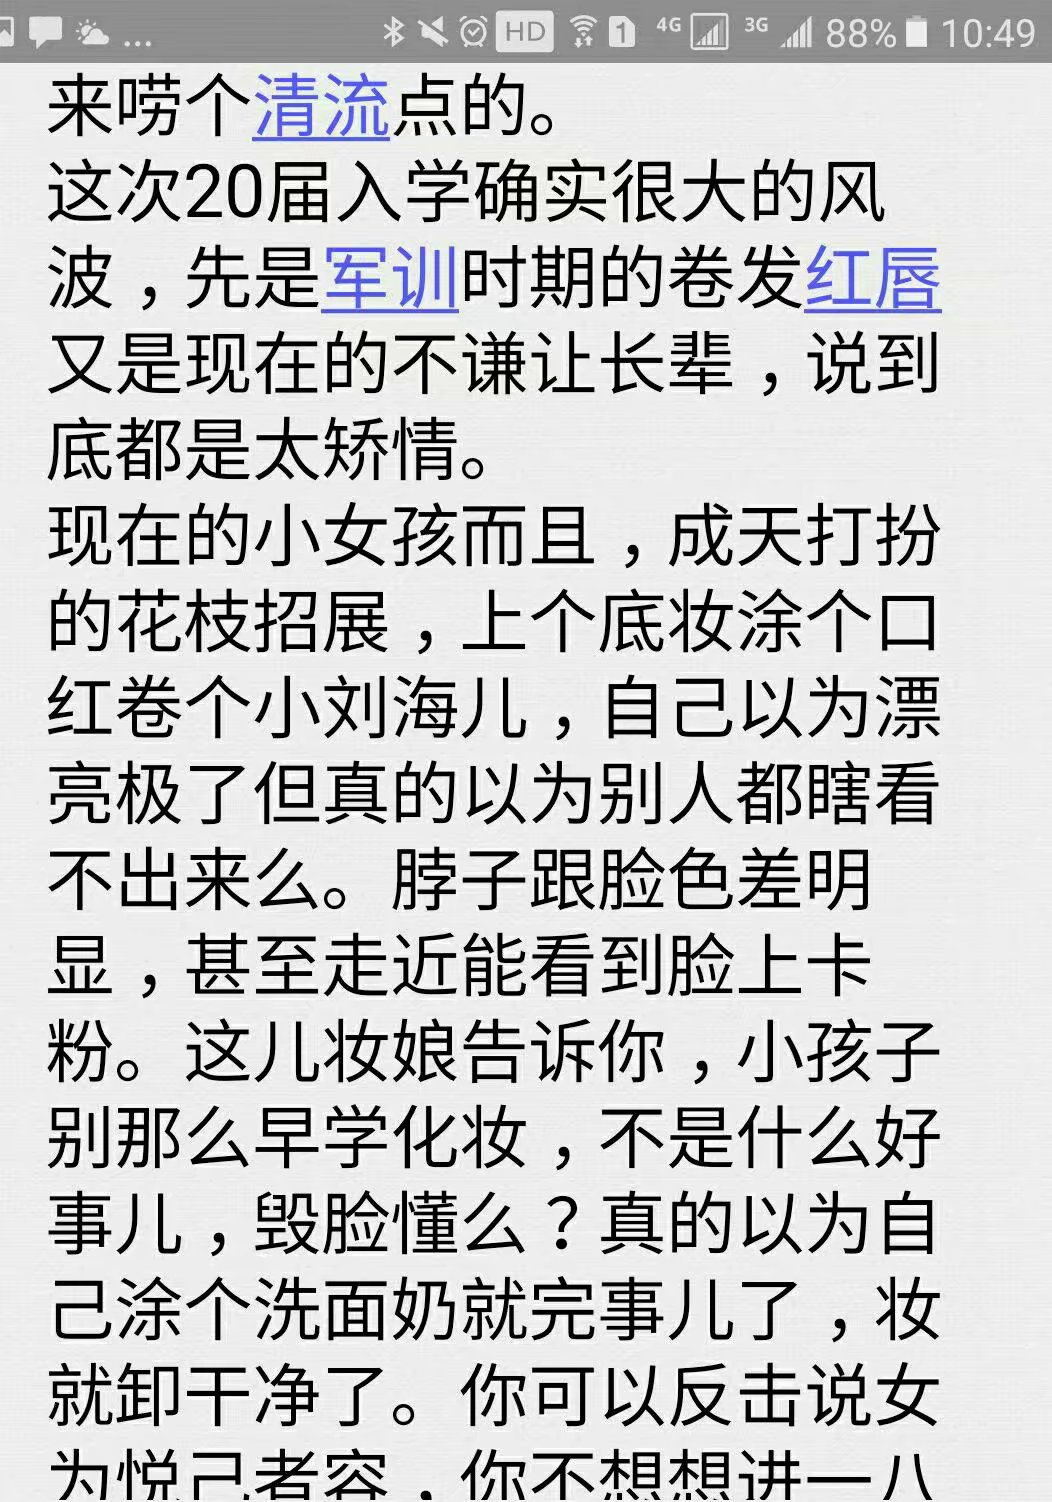 ... HD 1 4G 3G 88% 10:49
来唠个清流点的。
这次20届入学确实很大的风
波，先是军训时期的卷发红唇
又是现在的不谦让长辈，说到
底都是太矫情。
现在的小女孩而且，成天打扮
的花枝招展，上个底妆涂个口
红卷个小刘海儿，自己以为漂
亮极了但真的以为别人都瞎看
不出来么。脖子跟脸色差明
显，甚至走近能看到脸上卡
粉。这儿妆娘告诉你，小孩子
别那么早学化妆，不是什么好
事儿，毁脸懂么？真的以为自
己涂个洗面奶就完事儿了，妆
就卸干净了。你可以反击说女
为悦己者容，你不想想进一八